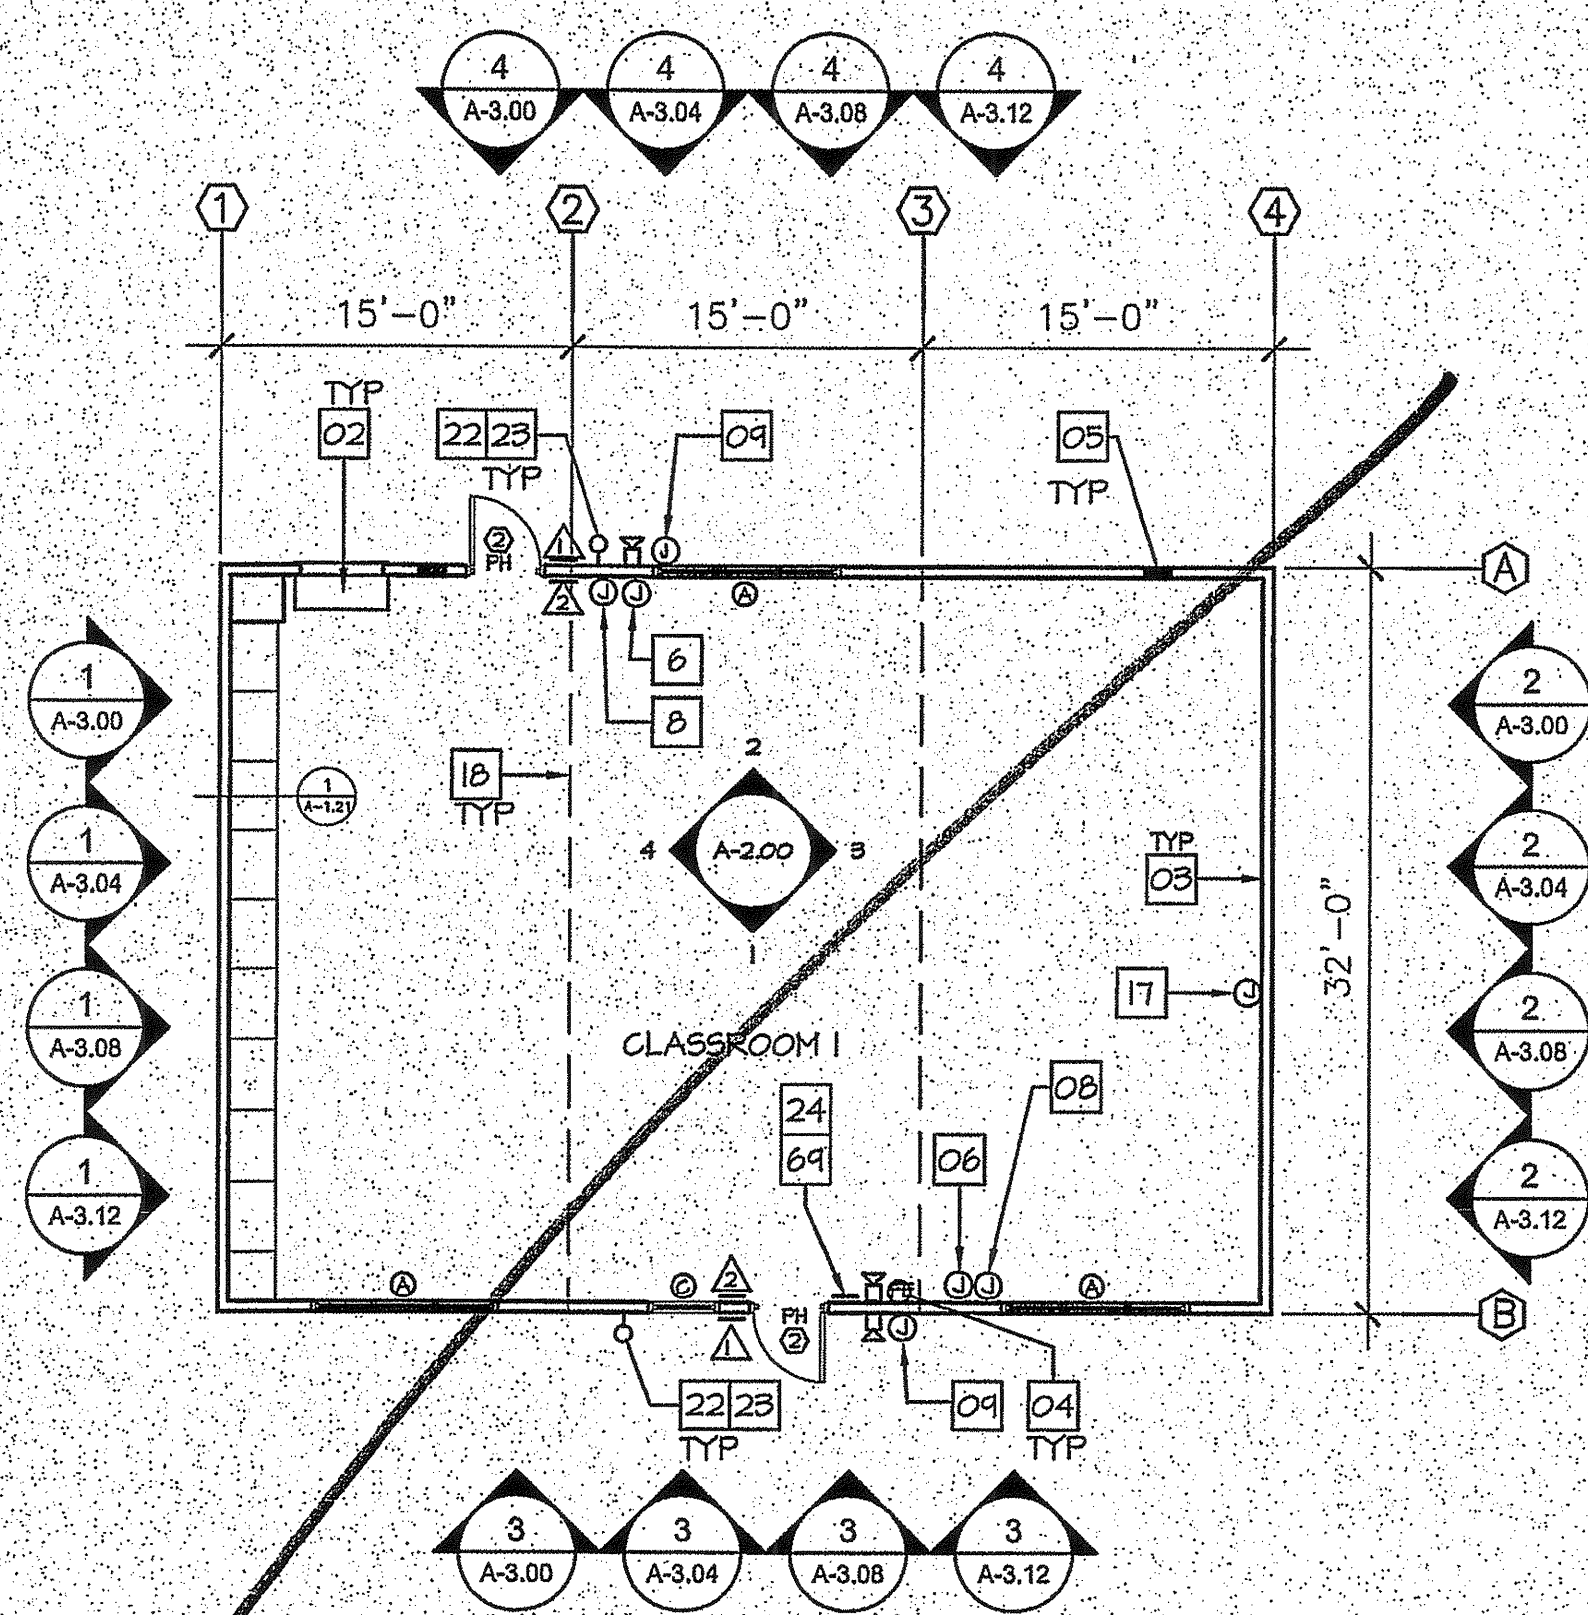 4 4 4 4
A-3.00 A-3.04 A-3.08 A-3.12
1 2 3 4
15'-0" 15'-0" 15'-0"
TYP
02 22 23 09 05
TYP TYP
2 1 J
PH
A
2 J J A
6
1 2
A-3.00 A-3.00
8
2
18
TYP
1
A-1.21
4 A-2.00 3
1
1 2
A-3.04 A-3.04
TYP
03
32'-0"
17 J
1 2
A-3.08 A-3.08
CLASSROOM 1
24 08
69 06
1 2
A-3.12 A-3.12
A C 2 J J A
B
1 PH J
2
22 23 09 04
TYP TYP
3 3 3 3
A-3.00 A-3.04 A-3.08 A-3.12